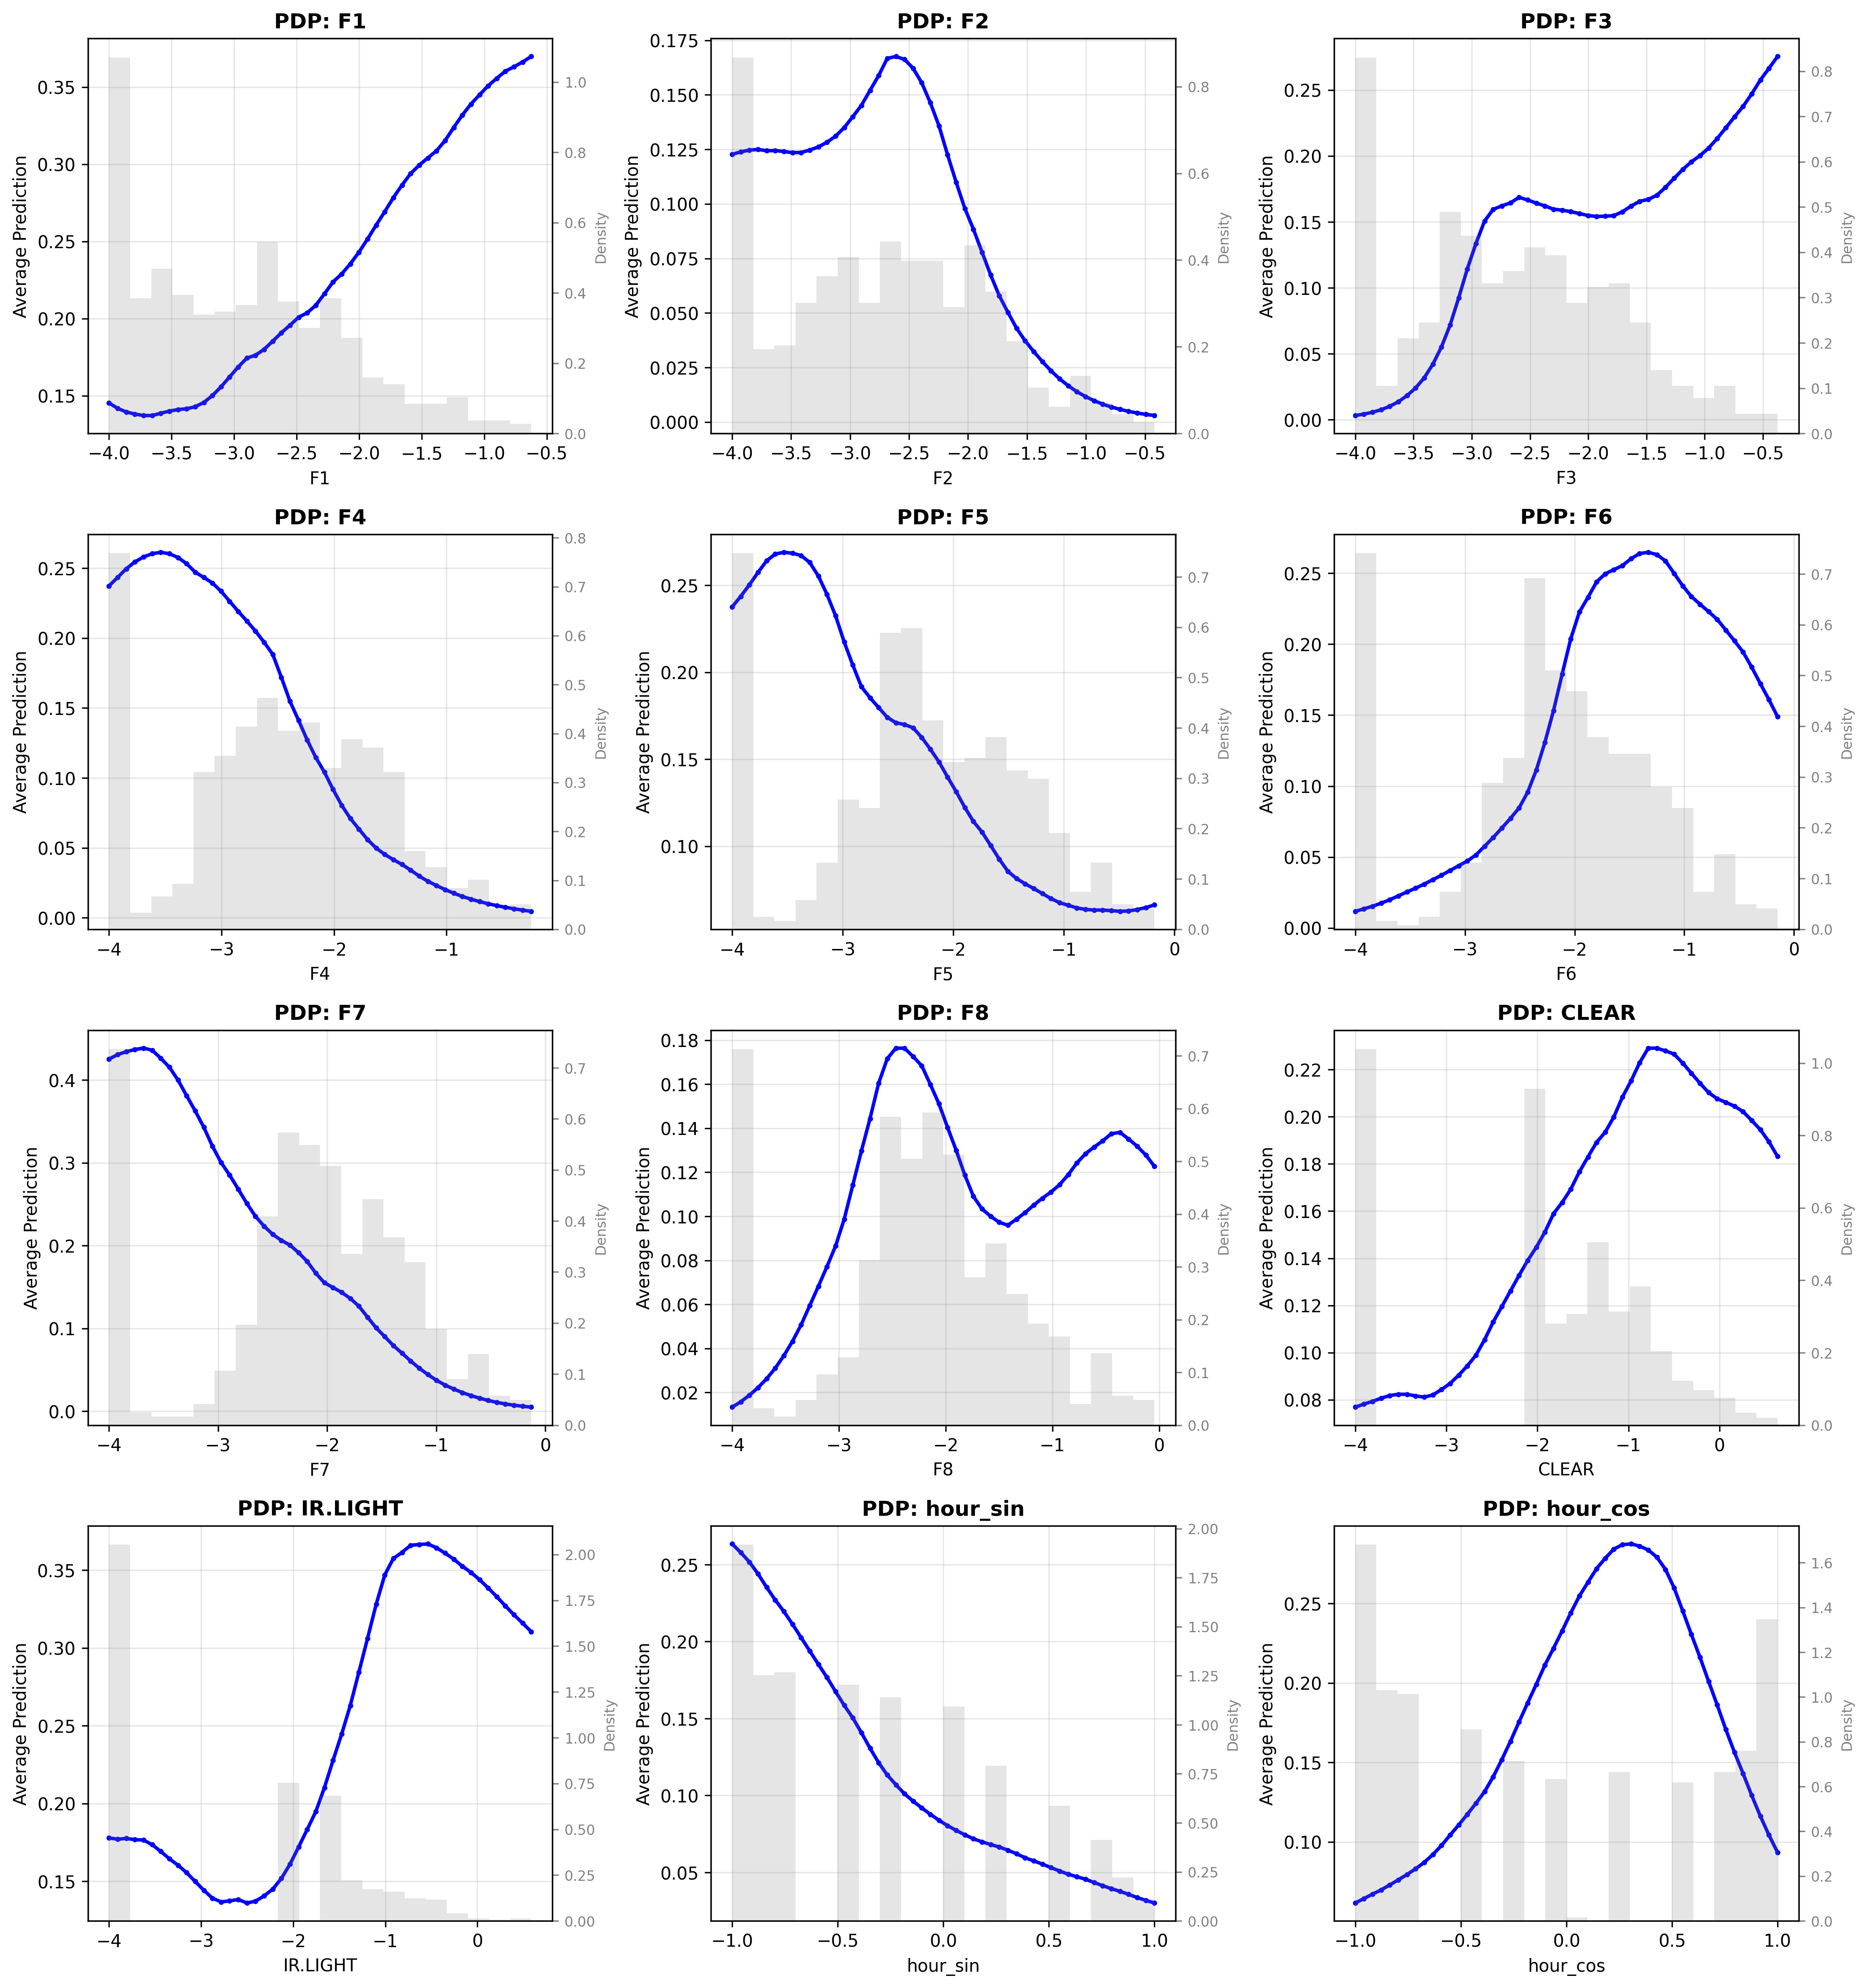 PDP: F1
0.35
0.30
0.25
0.20
0.15
Average Prediction
1.0
0.8
0.6
0.4
0.2
0.0
Density
−4.0 −3.5 −3.0 −2.5 −2.0 −1.5 −1.0 −0.5
F1
PDP: F2
0.175
0.150
0.125
0.100
0.075
0.050
0.025
0.000
Average Prediction
0.8
0.6
0.4
0.2
0.0
Density
−4.0 −3.5 −3.0 −2.5 −2.0 −1.5 −1.0 −0.5
F2
PDP: F3
0.25
0.20
0.15
0.10
0.05
0.00
Average Prediction
0.8
0.7
0.6
0.5
0.4
0.3
0.2
0.1
0.0
Density
−4.0 −3.5 −3.0 −2.5 −2.0 −1.5 −1.0 −0.5
F3
PDP: F4
0.25
0.20
0.15
0.10
0.05
0.00
Average Prediction
0.8
0.7
0.6
0.5
0.4
0.3
0.2
0.1
0.0
Density
−4 −3 −2 −1
F4
PDP: F5
0.25
0.20
0.15
0.10
Average Prediction
0.7
0.6
0.5
0.4
0.3
0.2
0.1
0.0
Density
−4 −3 −2 −1 0
F5
PDP: F6
0.25
0.20
0.15
0.10
0.05
0.00
Average Prediction
0.7
0.6
0.5
0.4
0.3
0.2
0.1
0.0
Density
−4 −3 −2 −1 0
F6
PDP: F7
0.4
0.3
0.2
0.1
0.0
Average Prediction
0.7
0.6
0.5
0.4
0.3
0.2
0.1
0.0
Density
−4 −3 −2 −1 0
F7
PDP: F8
0.18
0.16
0.14
0.12
0.10
0.08
0.06
0.04
0.02
Average Prediction
0.7
0.6
0.5
0.4
0.3
0.2
0.1
0.0
Density
−4 −3 −2 −1 0
F8
PDP: CLEAR
0.22
0.20
0.18
0.16
0.14
0.12
0.10
0.08
Average Prediction
1.0
0.8
0.6
0.4
0.2
0.0
Density
−4 −3 −2 −1 0
CLEAR
PDP: IR.LIGHT
0.35
0.30
0.25
0.20
0.15
Average Prediction
2.00
1.75
1.50
1.25
1.00
0.75
0.50
0.25
0.00
Density
−4 −3 −2 −1 0
IR.LIGHT
PDP: hour_sin
0.25
0.20
0.15
0.10
0.05
Average Prediction
2.00
1.75
1.50
1.25
1.00
0.75
0.50
0.25
0.00
Density
−1.0 −0.5 0.0 0.5 1.0
hour_sin
PDP: hour_cos
0.25
0.20
0.15
0.10
Average Prediction
1.6
1.4
1.2
1.0
0.8
0.6
0.4
0.2
0.0
Density
−1.0 −0.5 0.0 0.5 1.0
hour_cos